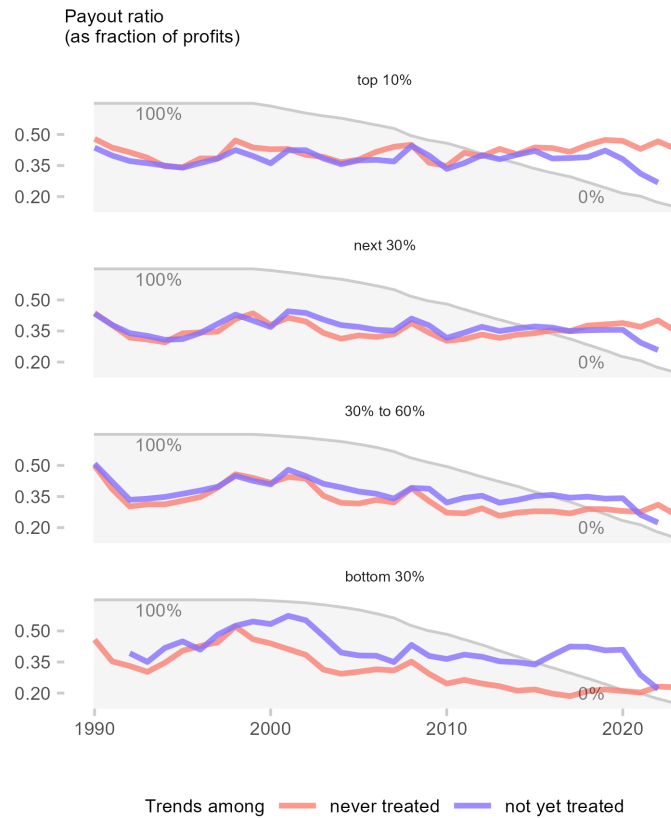 Payout ratio
(as fraction of profits)
top 10%
100%
0.50
0.35
0.20
0%
next 30%
100%
0.50
0.35
0.20
0%
30% to 60%
100%
0.50
0.35
0.20
0%
bottom 30%
100%
0.50
0.35
0.20
0%
1990 2000 2010 2020
Trends among never treated not yet treated